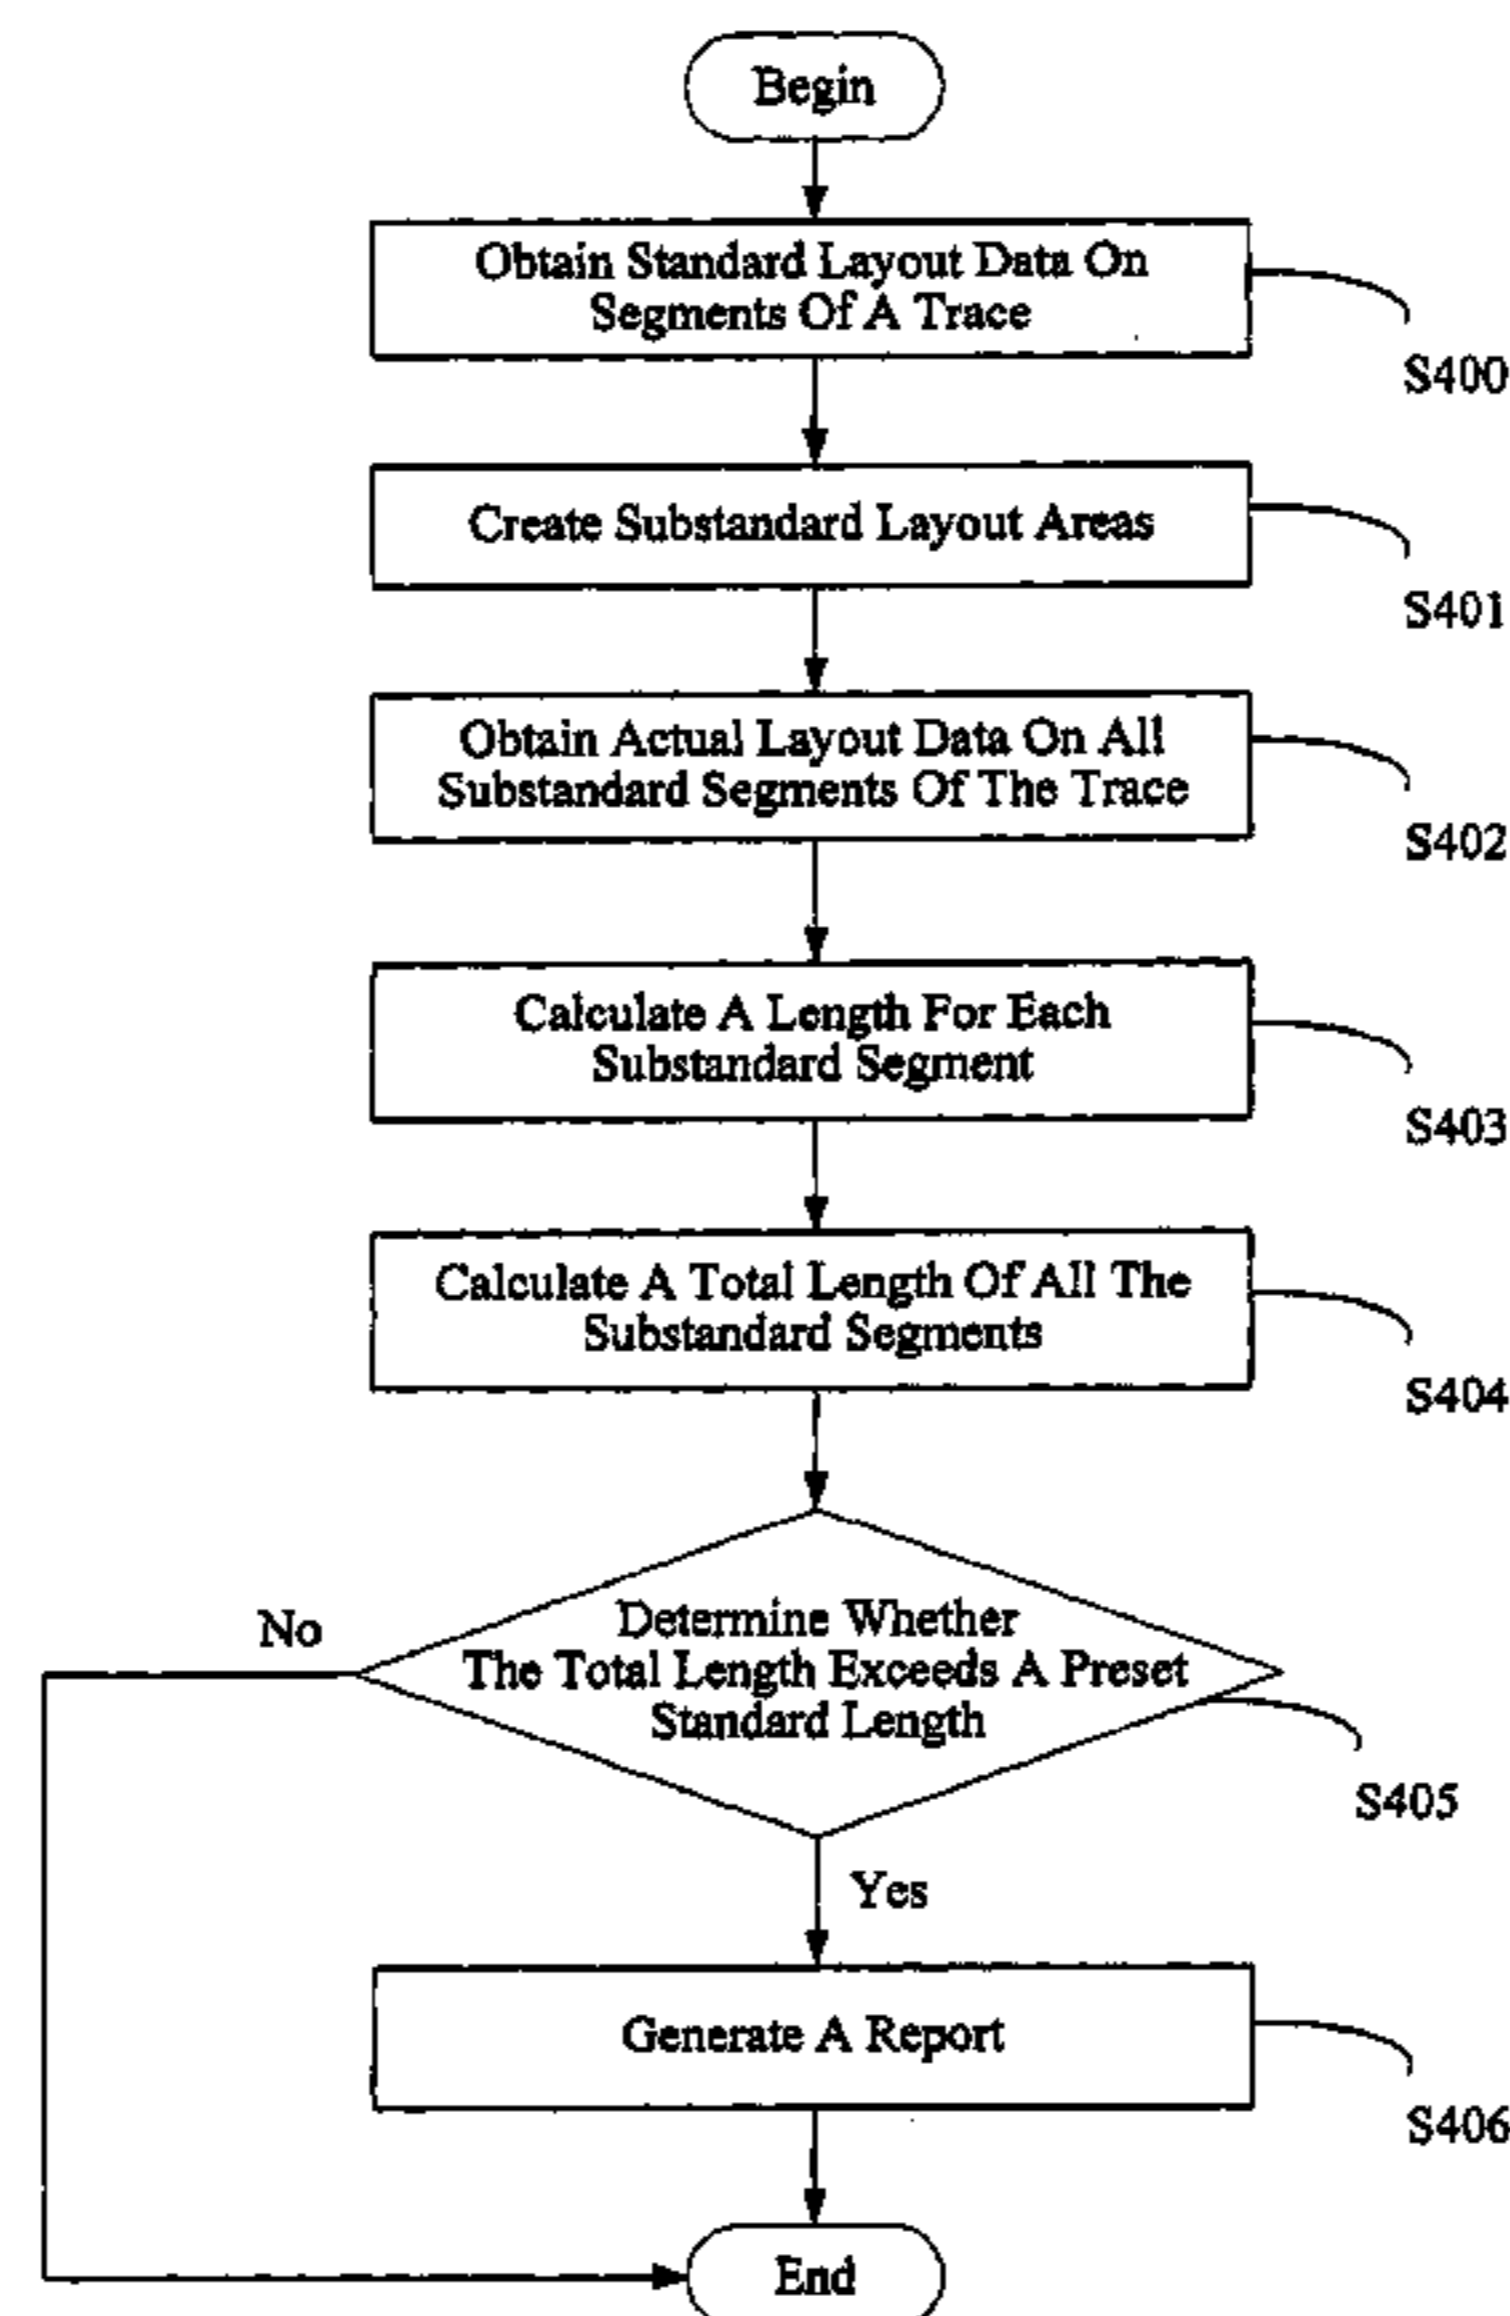 Begin
Obtain Standard Layout Data On
Segments Of A Trace
S400
Create Substandard Layout Areas
S401
Obtain Actual Layout Data On All
Substandard Segments Of The Trace
S402
Calculate A Length For Each
Substandard Segment
S403
Calculate A Total Length Of All The
Substandard Segments
S404
No
Determine Whether
The Total Length Exceeds A Preset
Standard Length
S405
Yes
Generate A Report
S406
End